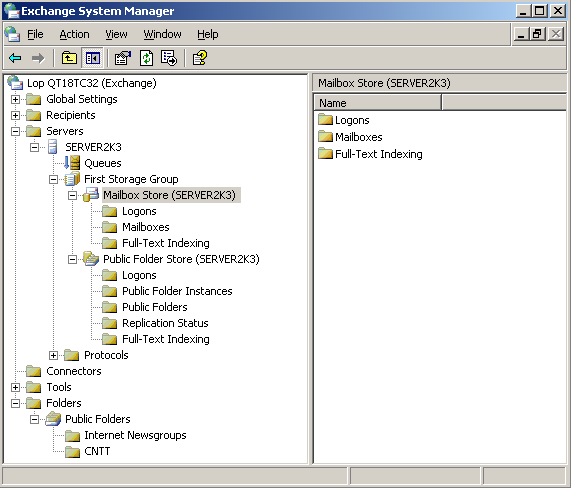 Exchange System Manager
File Action View Window Help
Lop QT18TC32 (Exchange)
Global Settings
Recipients
Servers
SERVER2K3
Queues
First Storage Group
Mailbox Store (SERVER2K3)
Logons
Mailboxes
Full-Text Indexing
Public Folder Store (SERVER2K3)
Logons
Public Folder Instances
Public Folders
Replication Status
Full-Text Indexing
Protocols
Connectors
Tools
Folders
Public Folders
Internet Newsgroups
CNTT
Mailbox Store (SERVER2K3)
Name
Logons
Mailboxes
Full-Text Indexing